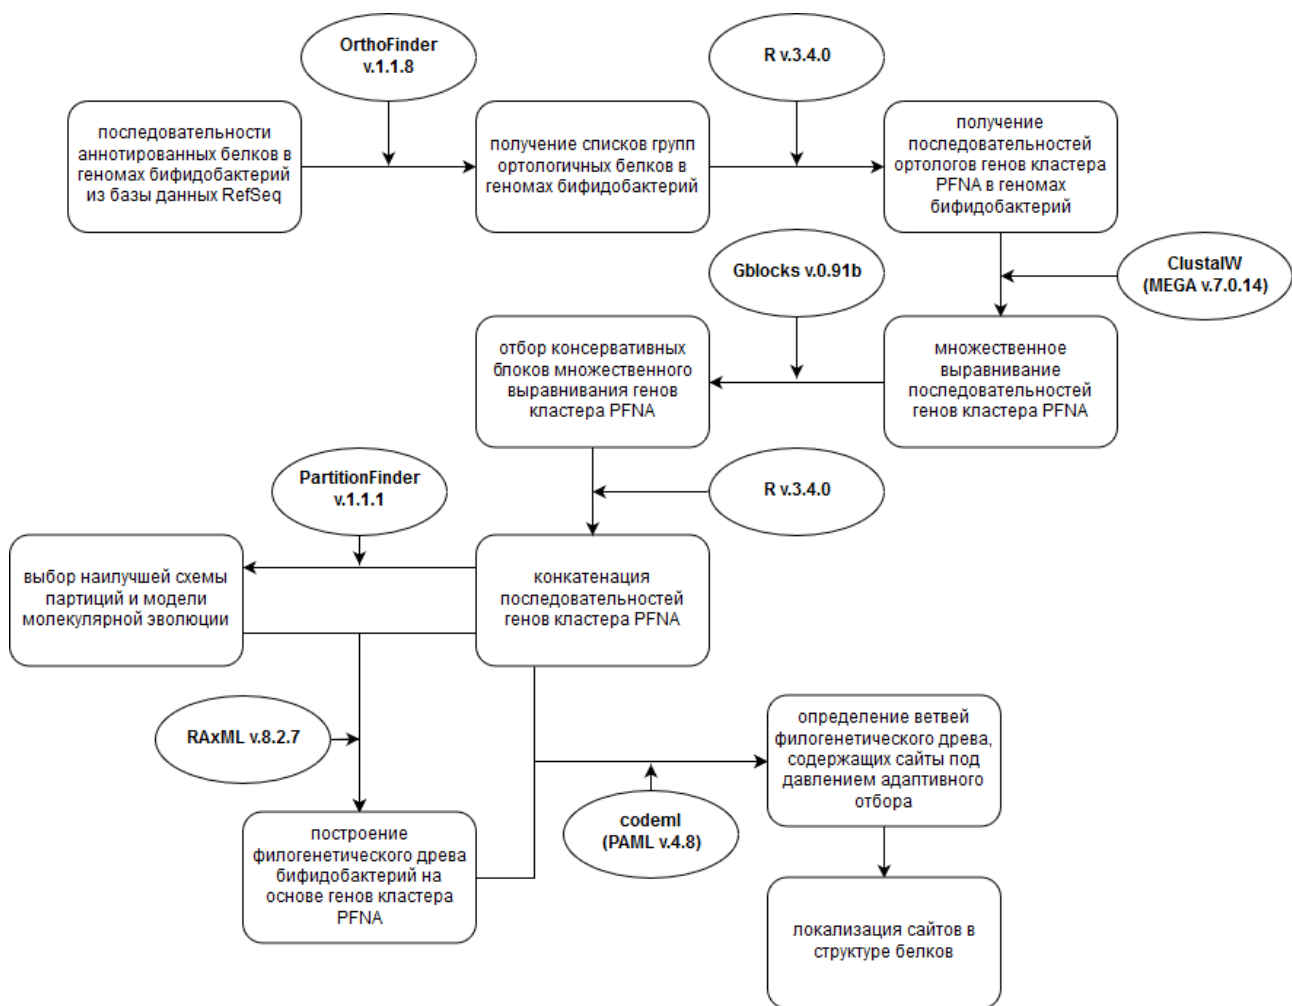 OrthoFinder
v.1.1.8
R v.3.4.0
последовательности
аннотированных белков в
геномах бифидобактерий
из базы данных RefSeq
получение списков групп
ортологичных белков в
геномах бифидобактерий
получение
последовательностей
ортологов генов кластера
PFNA в геномах
бифидобактерий
Gblocks v.0.91b
ClustalW
(MEGA v.7.0.14)
отбор консервативных
блоков множественного
выравнивания генов
кластера PFNA
множественное
выравнивание
последовательностей
генов кластера PFNA
PartitionFinder
v.1.1.1
R v.3.4.0
выбор наилучшей схемы
партиций и модели
молекулярной эволюции
конкатенация
последовательностей
генов кластера PFNA
RAxML v.8.2.7
определение ветвей
филогенетического древа,
содержащих сайты под
давлением адаптивного
отбора
codeml
(PAML v.4.8)
построение
филогенетического древа
бифидобактерий на
основе генов кластера
PFNA
локализация сайтов в
структуре белков